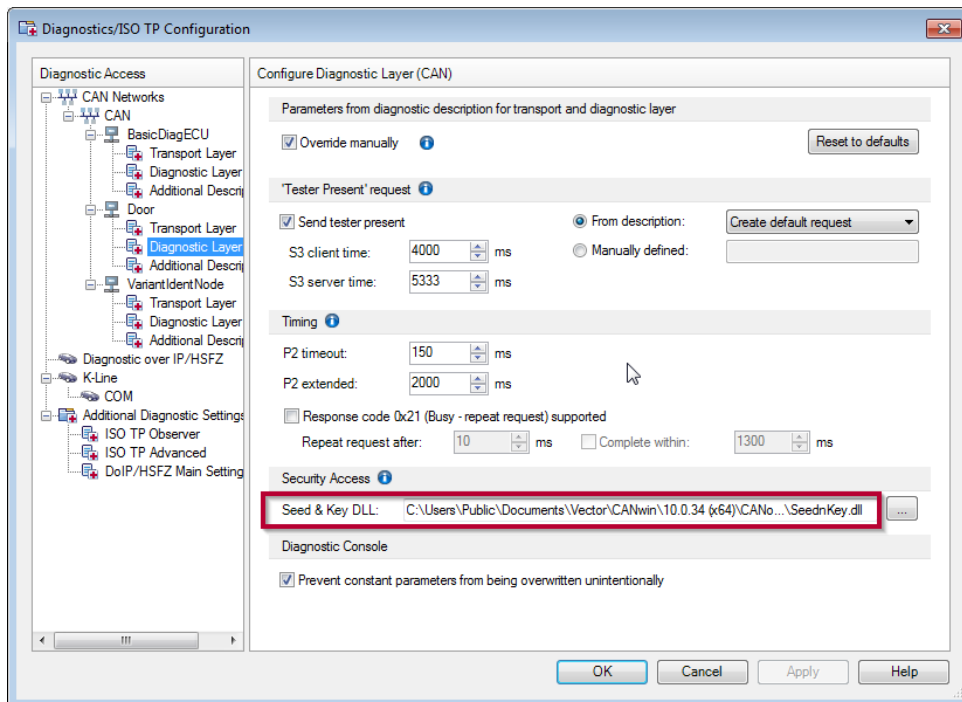 Diagnostics/ISO TP Configuration
Diagnostic Access
CAN Networks
CAN
BasicDiagECU
Transport Layer
Diagnostic Layer
Additional Descrip
Door
Transport Layer
Diagnostic Layer
Additional Descrip
VariantIdentNode
Transport Layer
Diagnostic Layer
Additional Descrip
Diagnostic over IP/HSFZ
K-Line
COM
Additional Diagnostic Settings
ISO TP Observer
ISO TP Advanced
DoIP/HSFZ Main Setting
Configure Diagnostic Layer (CAN)
Parameters from diagnostic description for transport and diagnostic layer
Override manually
Reset to defaults
'Tester Present' request
Send tester present
From description: Create default request
S3 client time: 4000 ms
Manually defined:
S3 server time: 5333 ms
Timing
P2 timeout: 150 ms
P2 extended: 2000 ms
Response code 0x21 (Busy - repeat request) supported
Repeat request after: 10 ms Complete within: 1300 ms
Security Access
Seed & Key DLL: C:\Users\Public\Documents\Vector\CANwin\10.0.34 (x64)\CANo...\SeednKey.dll ...
Diagnostic Console
Prevent constant parameters from being overwritten unintentionally
OK Cancel Apply Help